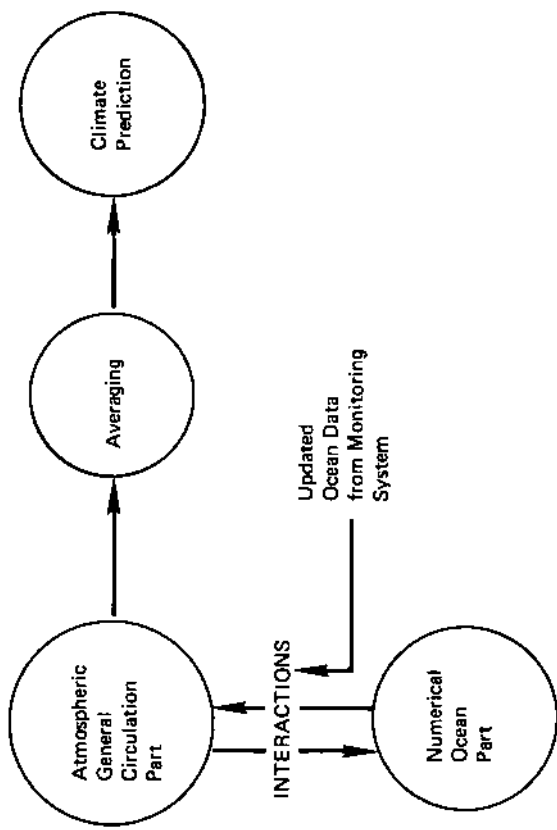 Atmospheric
General
Circulation
Part
Averaging
Climate
Prediction
INTERACTIONS
Updated
Ocean Data
from Monitoring
System
Numerical
Ocean
Part